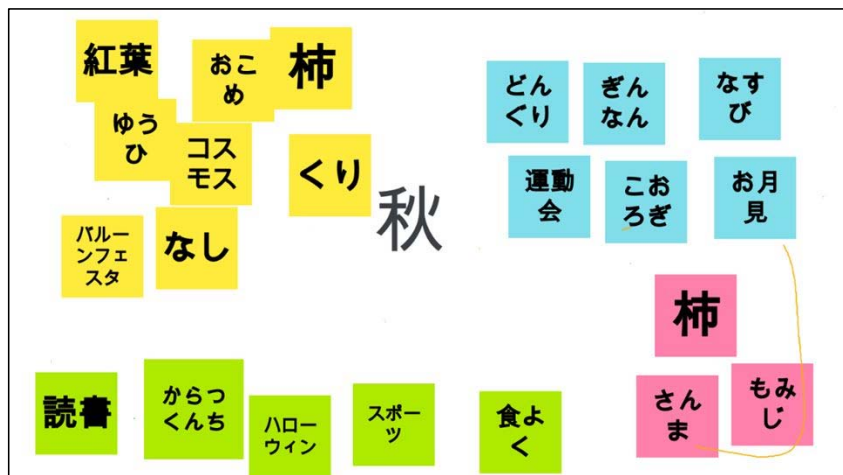 紅葉
おこ
め
柿
ゆう
ひ
コス
モス
くり
バルー
ンフェ
スタ
なし
秋
どん
ぐり
ぎん
なん
なす
び
運動
会
こお
ろぎ
お月
見
柿
さん
ま
もみ
じ
読書
からつ
くんち
ハロー
ウィン
スポー
ツ
食よ
く